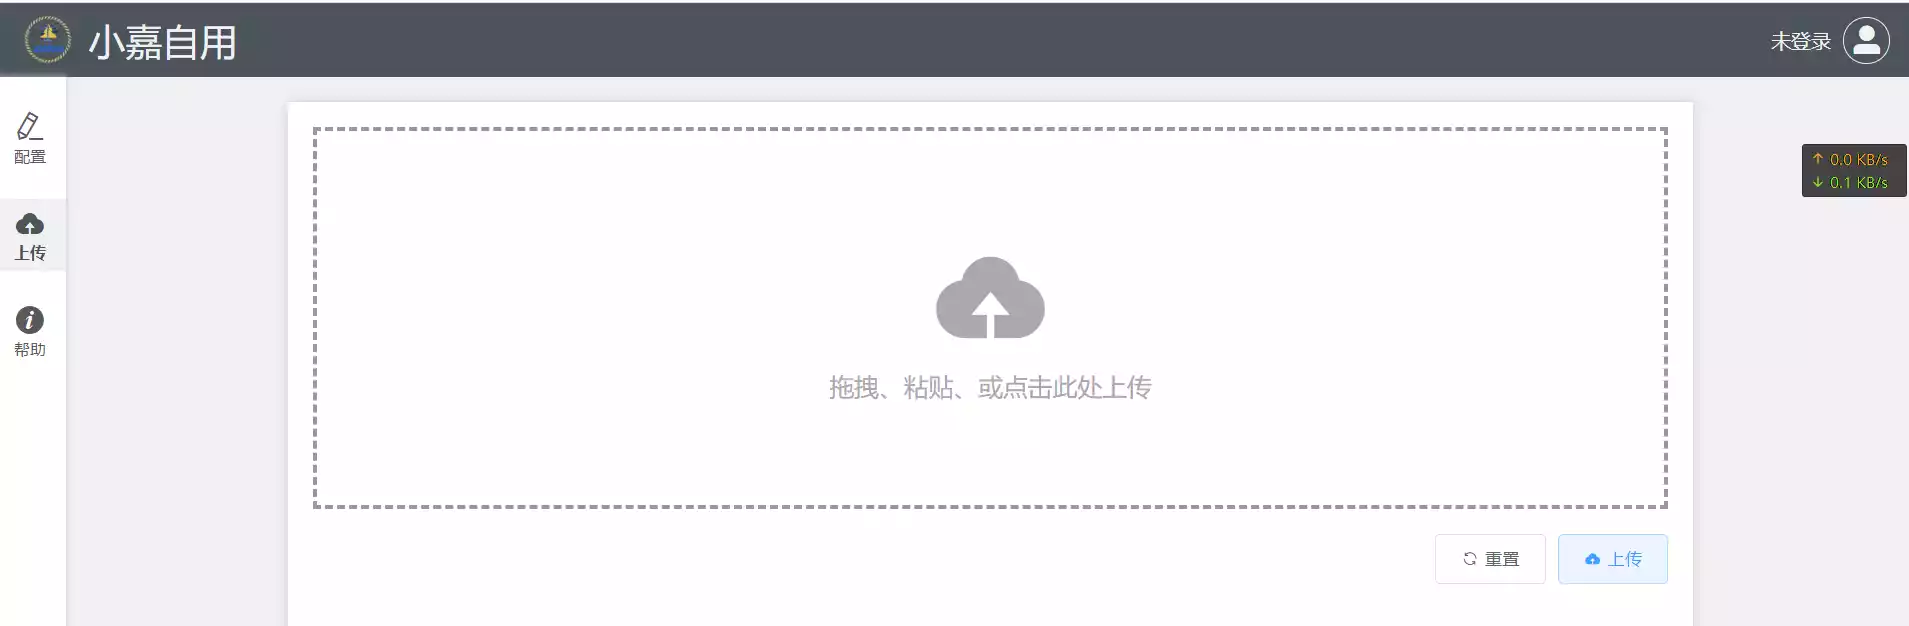 小嘉自用
未登录
配置
上传
帮助
↑ 0.0 KB/s
↓ 0.1 KB/s
拖拽、粘贴、或点击此处上传
重置
上传